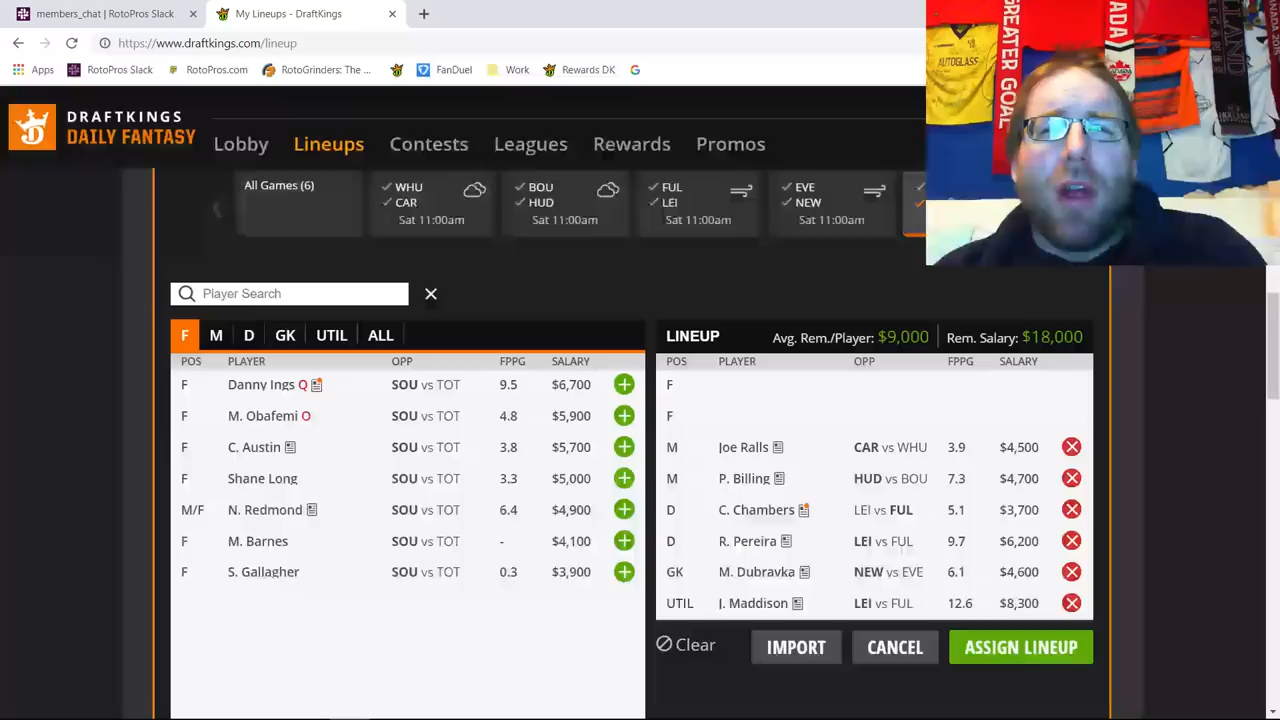 members_chat | RotoPros Slack
My Lineups - DraftKings
https://www.draftkings.com/lineup
Apps
RotoPros Slack
RotoPros.com
RotoGrinders: The ...
FanDuel
Work
Rewards DK
DRAFTKINGS
DAILY FANTASY
Lobby
Lineups
Contests
Leagues
Rewards
Promos
GREATER GOAL
AUTOGLASS
CANADA
HOLLAND
All Games (6)
WHU
CAR
Sat 11:00am
BOU
HUD
Sat 11:00am
FUL
LEI
Sat 11:00am
EVE
NEW
Sat 11:00am
Player Search
F M D GK UTIL ALL
POS PLAYER OPP FPPG SALARY
F Danny Ings Q SOU vs TOT 9.5 $6,700
F M. Obafemi O SOU vs TOT 4.8 $5,900
F C. Austin SOU vs TOT 3.8 $5,700
F Shane Long SOU vs TOT 3.3 $5,000
M/F N. Redmond SOU vs TOT 6.4 $4,900
F M. Barnes SOU vs TOT - $4,100
F S. Gallagher SOU vs TOT 0.3 $3,900
LINEUP Avg. Rem./Player: $9,000 Rem. Salary: $18,000
POS PLAYER OPP FPPG SALARY
F
F
M Joe Ralls CAR vs WHU 3.9 $4,500
M P. Billing HUD vs BOU 7.3 $4,700
D C. Chambers LEI vs FUL 5.1 $3,700
D R. Pereira LEI vs FUL 9.7 $6,200
GK M. Dubravka NEW vs EVE 6.1 $4,600
UTIL J. Maddison LEI vs FUL 12.6 $8,300
Clear
IMPORT
CANCEL
ASSIGN LINEUP